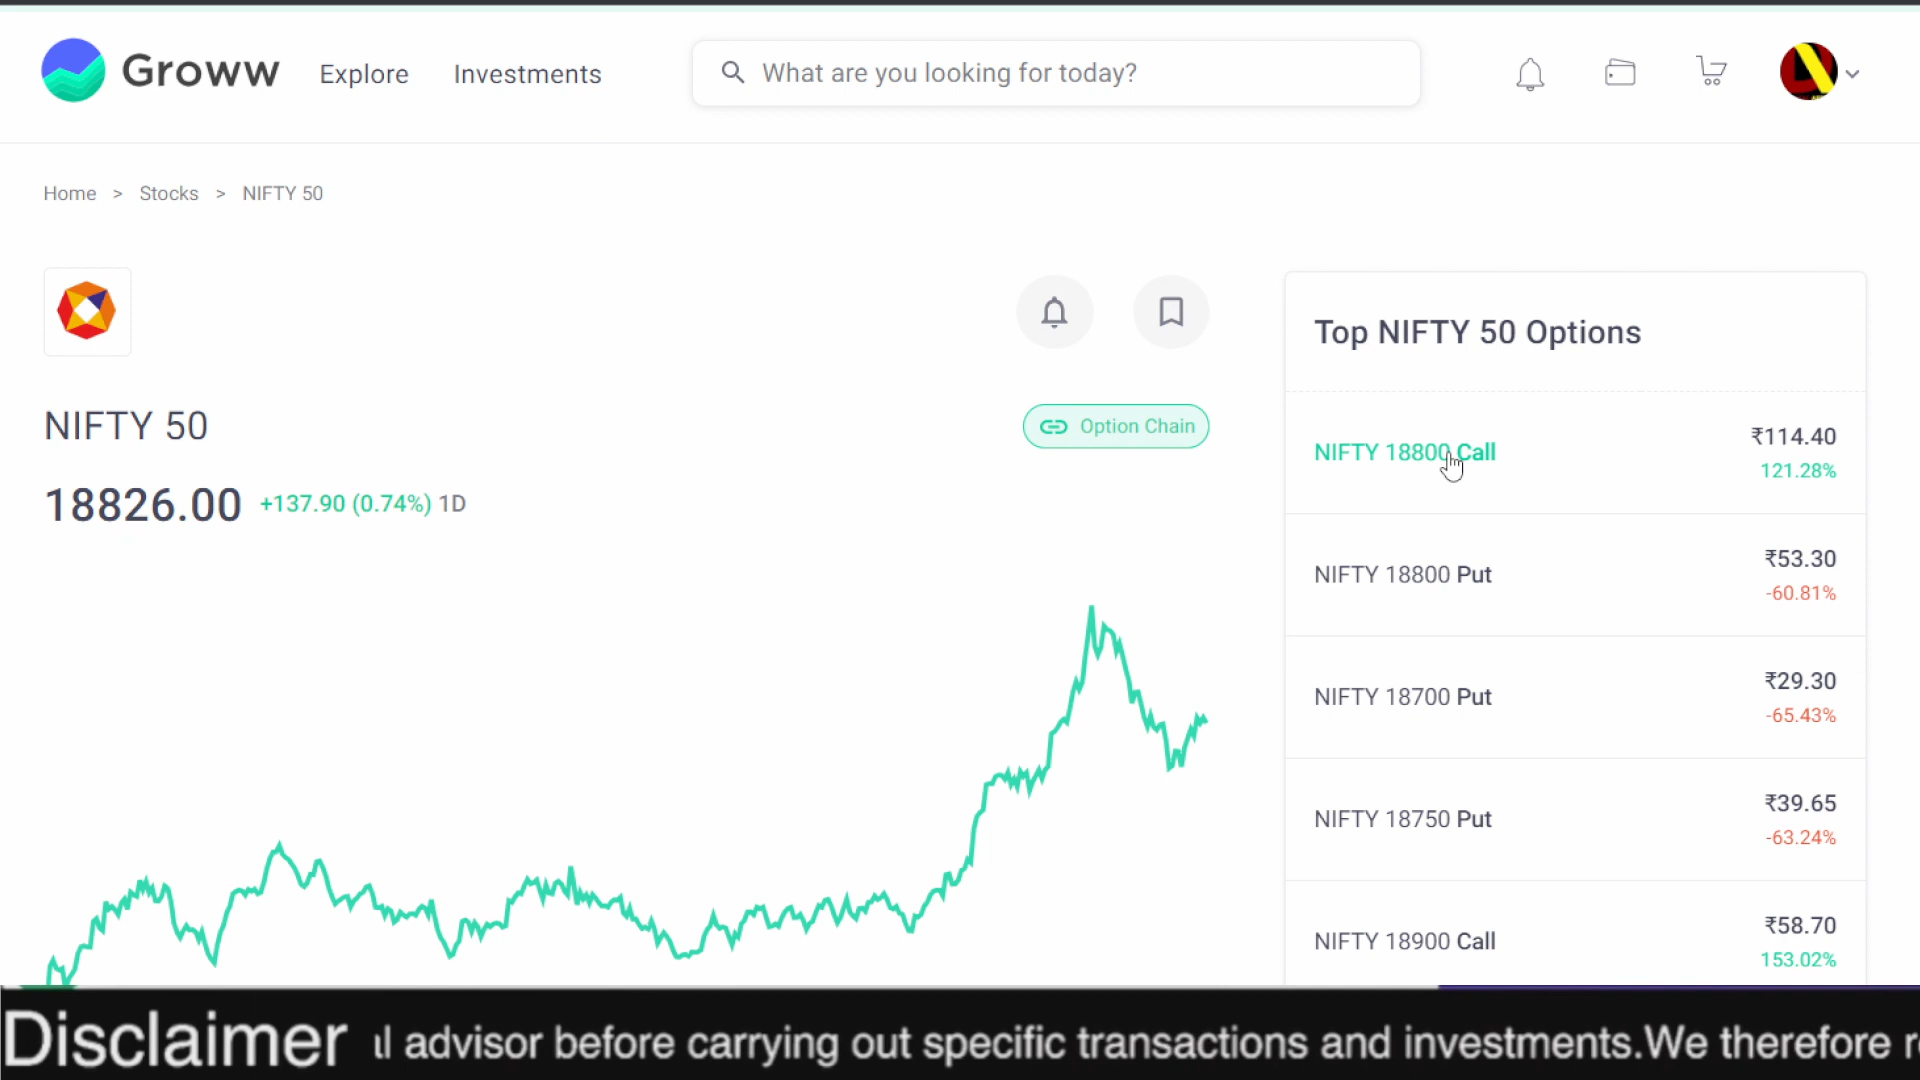 Groww
Explore
Investments
What are you looking for today?
Home > Stocks > NIFTY 50
NIFTY 50
Option Chain
18826.00 +137.90 (0.74%) 1D
Top NIFTY 50 Options
NIFTY 18800 Call
₹114.40
121.28%
NIFTY 18800 Put
₹53.30
-60.81%
NIFTY 18700 Put
₹29.30
-65.43%
NIFTY 18750 Put
₹39.65
-63.24%
NIFTY 18900 Call
₹58.70
153.02%
Disclaimer
l advisor before carrying out specific transactions and investments.We therefore r